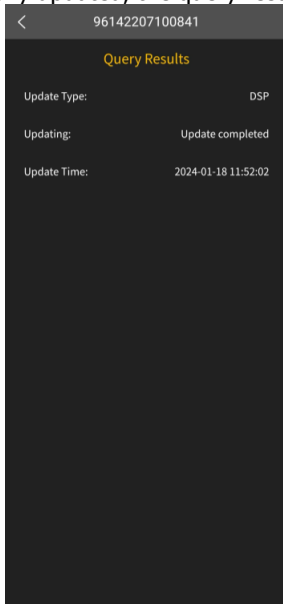 96142207100841
Query Results
Update Type: DSP
Updating: Update completed
Update Time: 2024-01-18 11:52:02